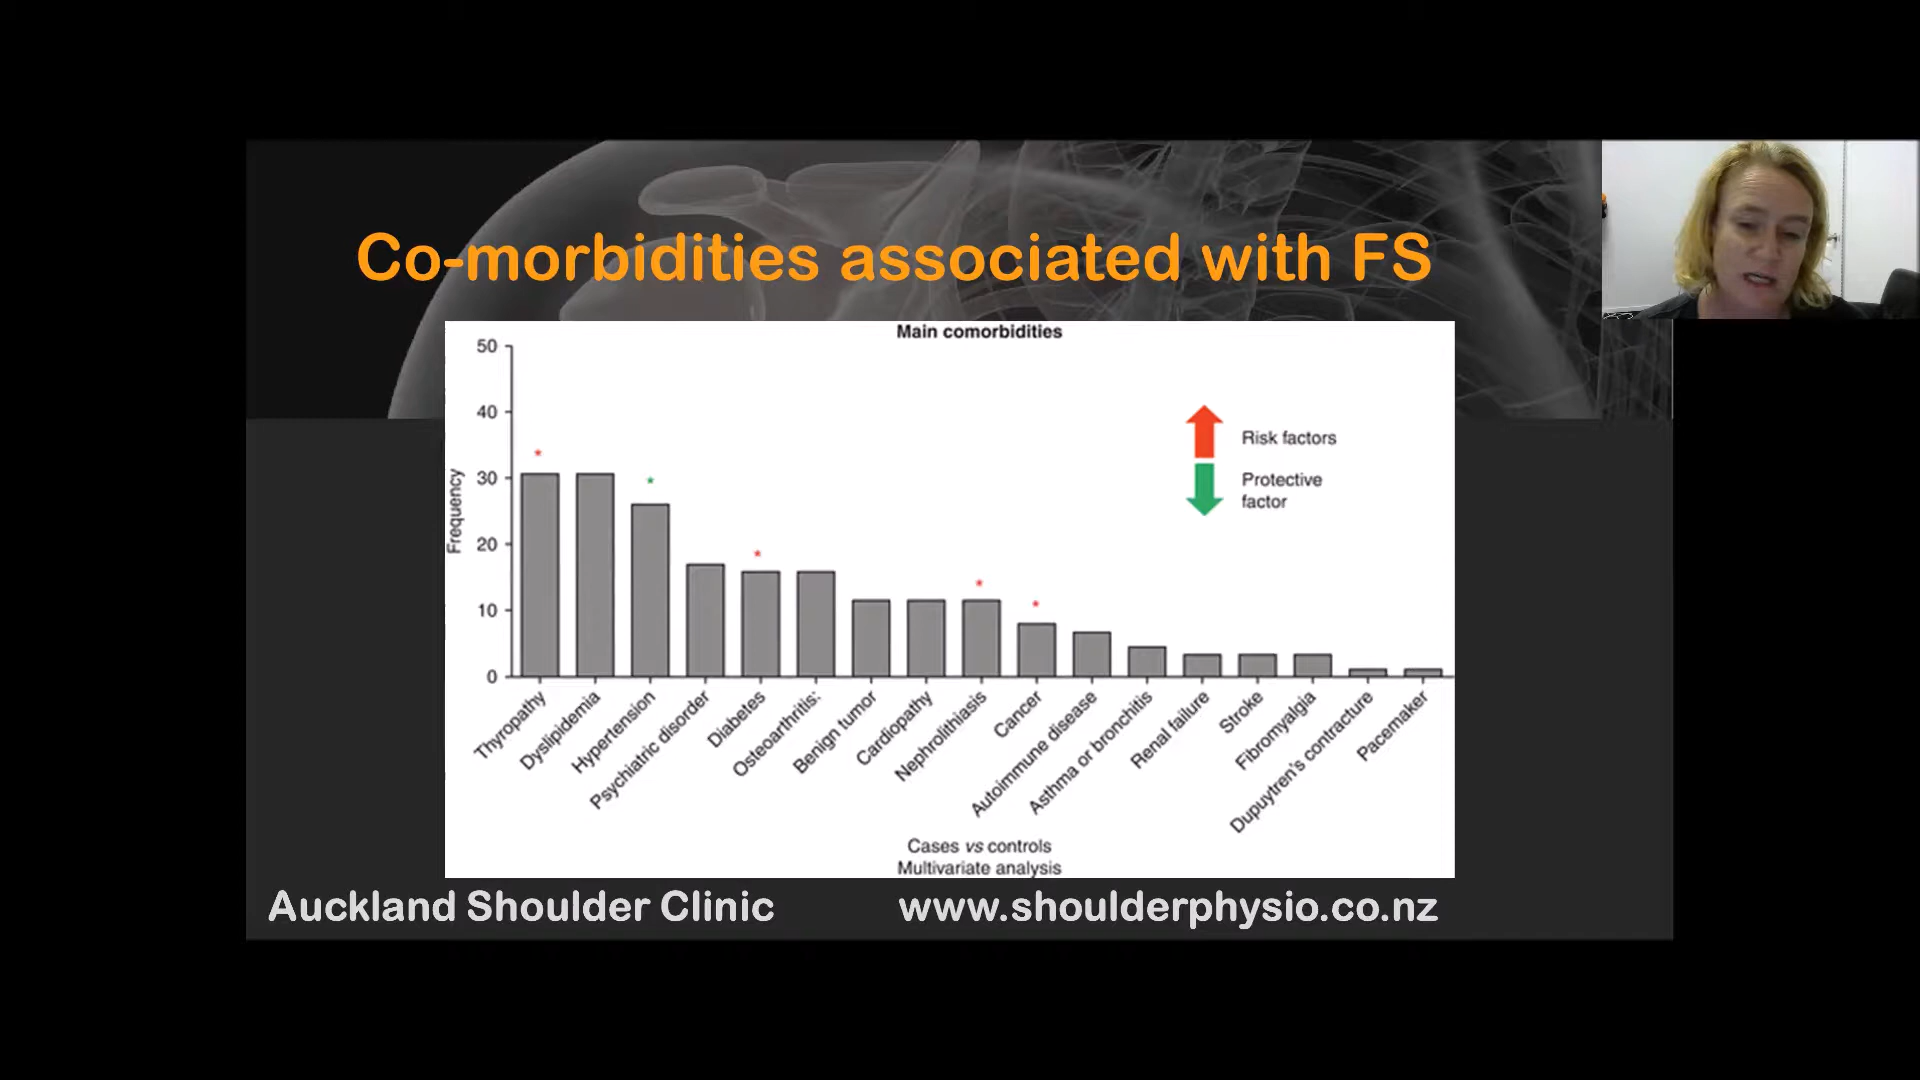 Co-morbidities associated with FS
Main comorbidities
50
40
30
20
10
0
Frequency
*
*
*
*
*
Risk factors
Protective
factor
Thyropathy
Dyslipidemia
Hypertension
Psychiatric disorder
Diabetes
Osteoarthritis:
Benign tumor
Cardiopathy
Nephrolithiasis
Cancer
Autoimmune disease
Asthma or bronchitis
Renal failure
Stroke
Fibromyalgia
Dupuytren's contracture
Pacemaker
Cases vs controls
Multivariate analysis
Auckland Shoulder Clinic
www.shoulderphysio.co.nz